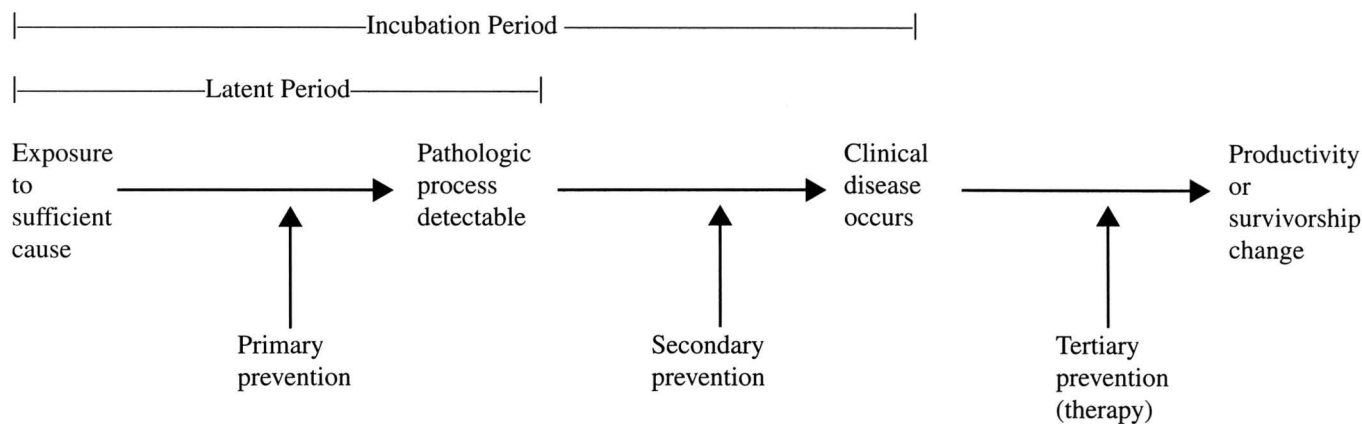 Incubation Period
Latent Period
Exposure
to
sufficient
cause
Pathologic
process
detectable
Clinical
disease
occurs
Productivity
or
survivorship
change
Primary
prevention
Secondary
prevention
Tertiary
prevention
(therapy)